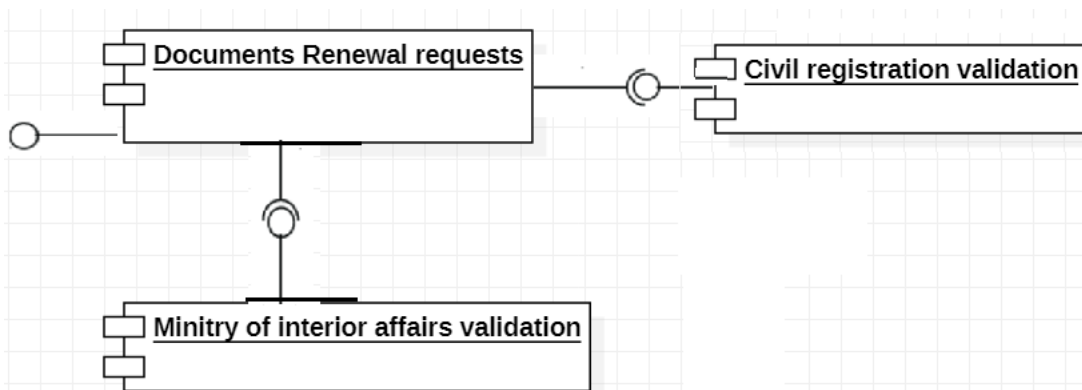 Documents Renewal requests
Civil registration validation
Minitry of interior affairs validation